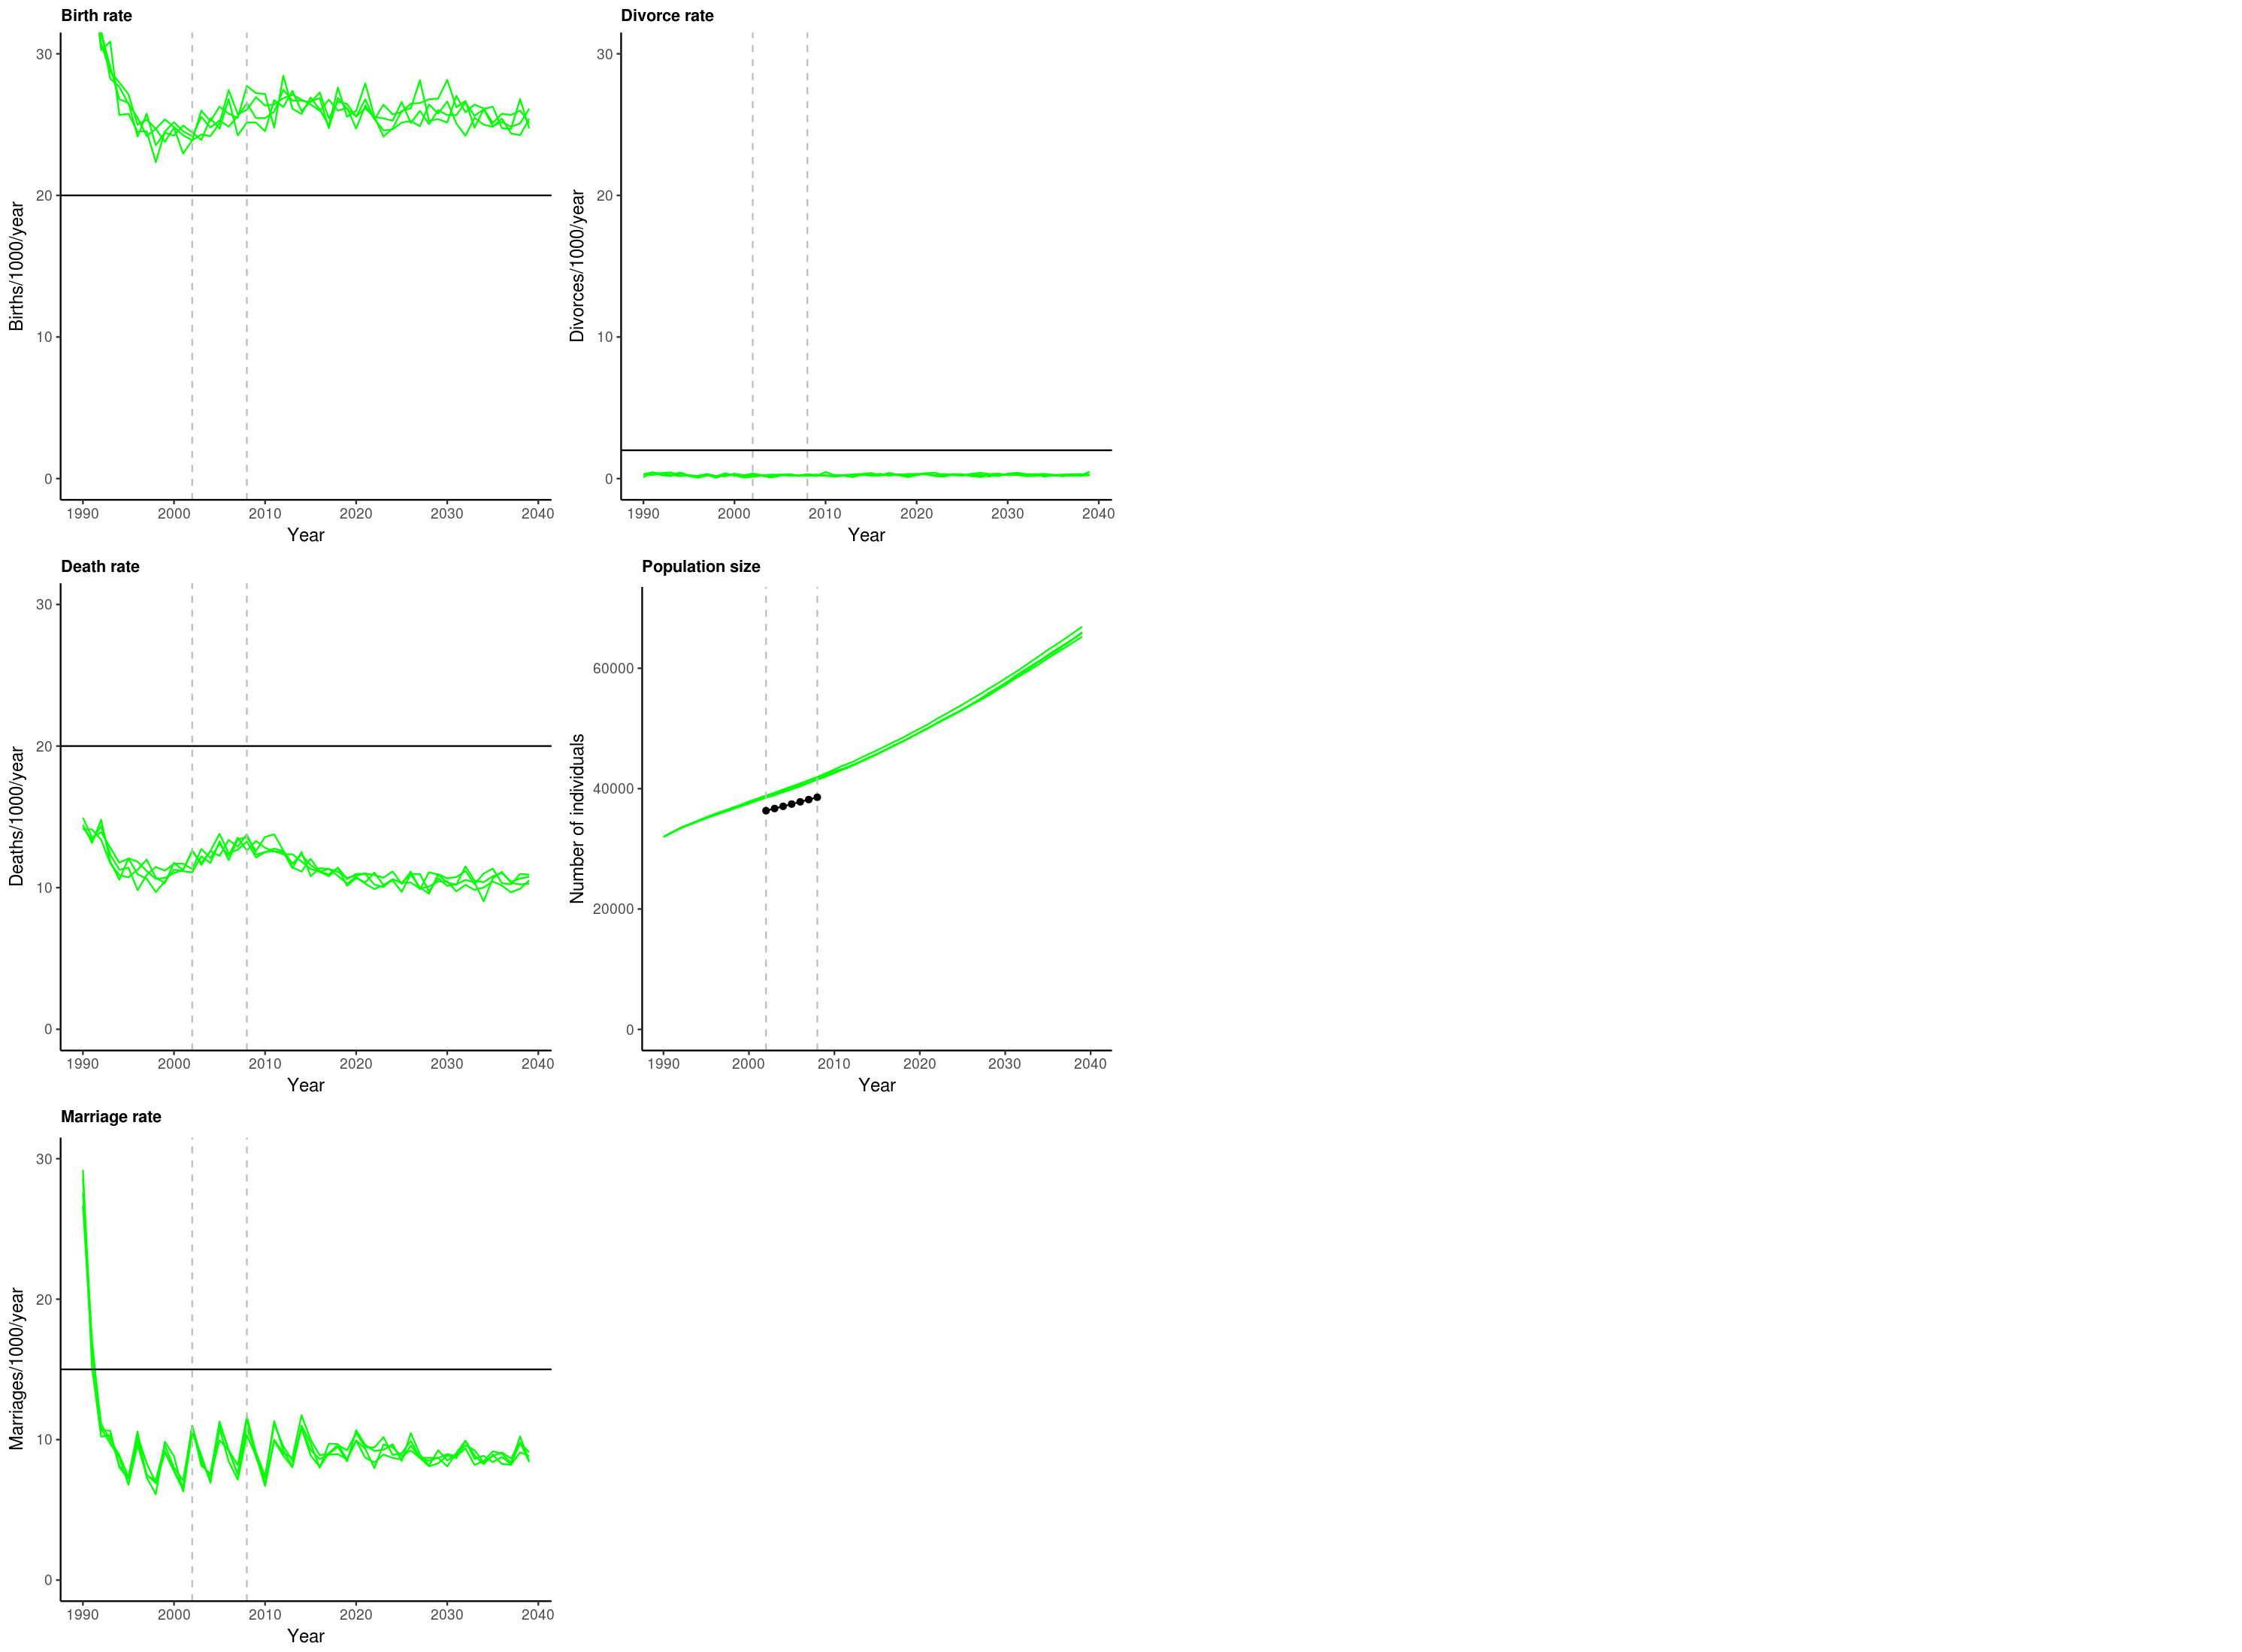 Birth rate
30
20
10
0
Births/1000/year
1990 2000 2010 2020 2030 2040
Year
Divorce rate
30
20
10
0
Divorces/1000/year
1990 2000 2010 2020 2030 2040
Year
Death rate
30
20
10
0
Deaths/1000/year
1990 2000 2010 2020 2030 2040
Year
Population size
60000
40000
20000
0
Number of individuals
1990 2000 2010 2020 2030 2040
Year
Marriage rate
30
20
10
0
Marriages/1000/year
1990 2000 2010 2020 2030 2040
Year